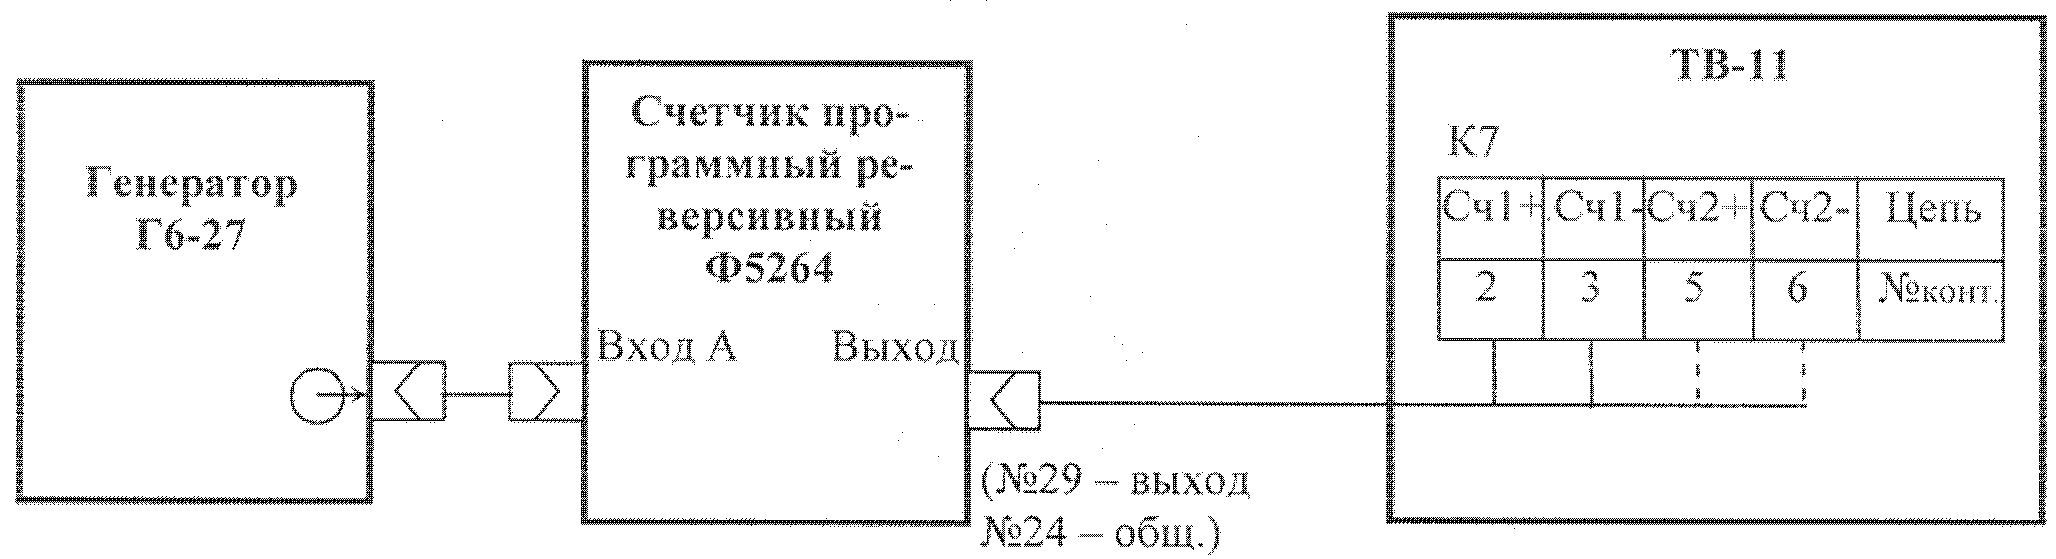 Генератор
Г6-27
Счетчик про-
граммный ре-
версивный
Ф5264
Вход А Выход
(№29 – выход
№24 – общ.)
ТВ-11
К7
Сч1+ Сч1- Сч2+ Сч2- Цепь
2 3 5 6 №конт.